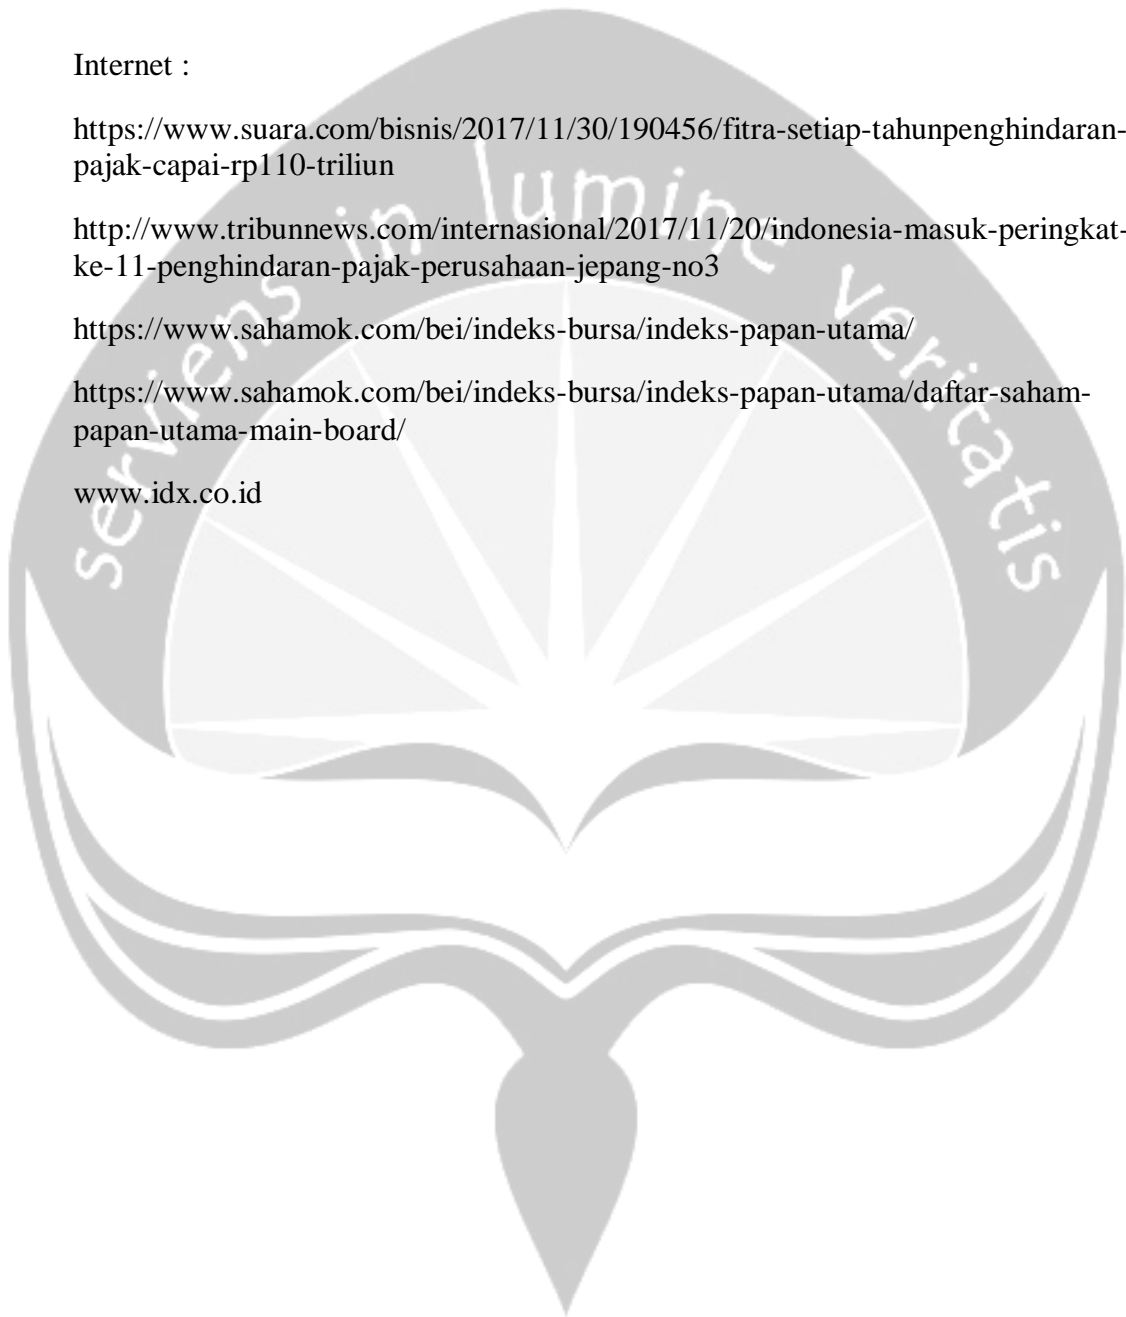 Internet :
https://www.suara.com/bisnis/2017/11/30/190456/fitra-setiap-tahunpenghindaran-
pajak-capai-rp110-triliun
http://www.tribunnews.com/internasional/2017/11/20/indonesia-masuk-peringkat-
ke-11-penghindaran-pajak-perusahaan-jepang-no3
https://www.sahamok.com/bei/indeks-bursa/indeks-papan-utama/
https://www.sahamok.com/bei/indeks-bursa/indeks-papan-utama/daftar-saham-
papan-utama-main-board/
www.idx.co.id
serviens in lumine veritatis